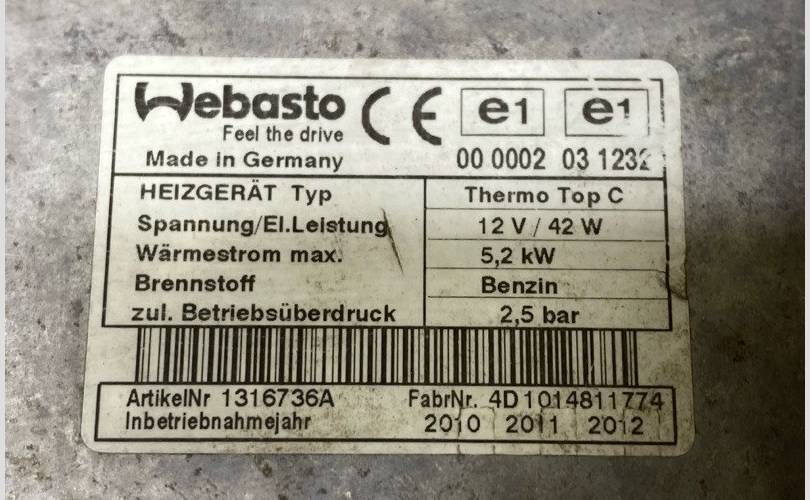 Webasto CE e1 e1
Feel the drive
Made in Germany 00 0002 03 1232
HEIZGERÄT Typ Thermo Top C
Spannung/El.Leistung 12 V / 42 W
Wärmestrom max. 5,2 kW
Brennstoff Benzin
zul. Betriebsüberdruck 2,5 bar
ArtikelNr 1316736A FabrNr. 4D1014811774
Inbetriebnahmejahr 2010 2011 2012